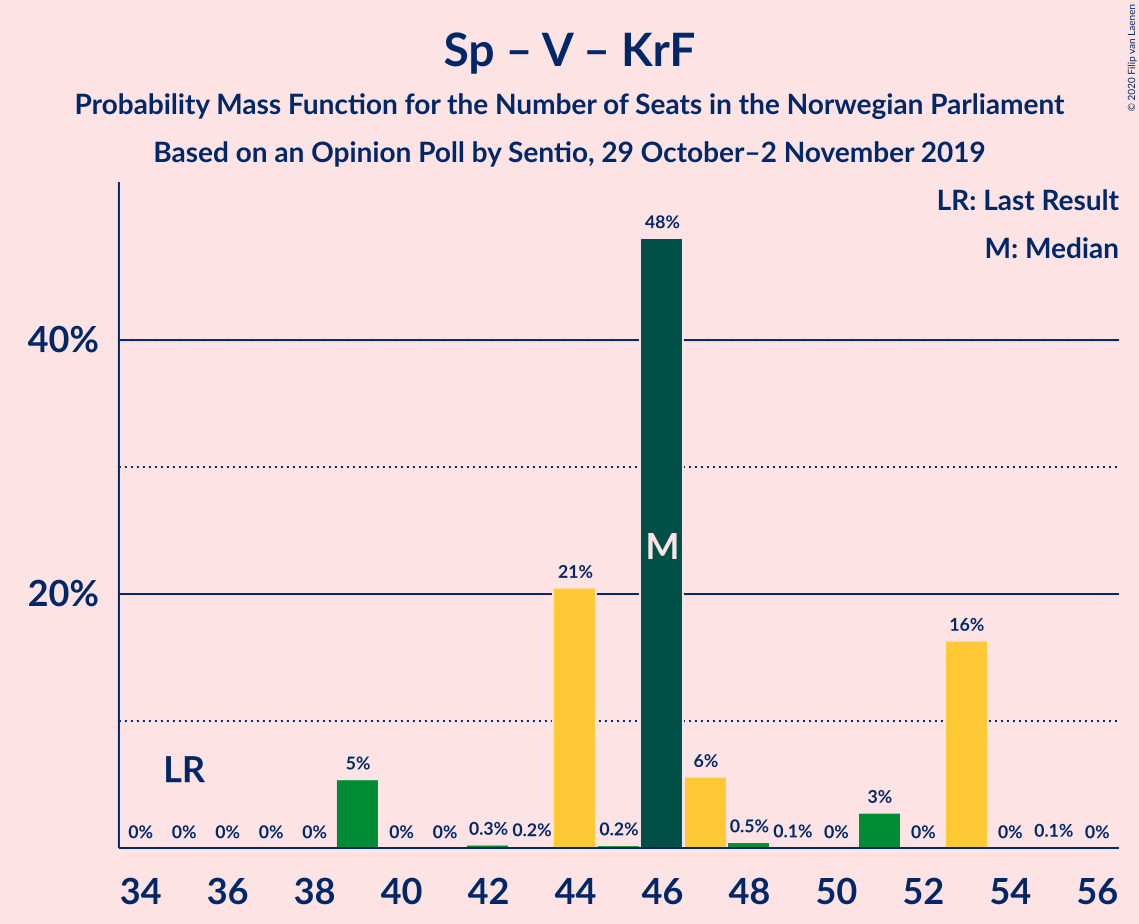 Sp – V – KrF
Probability Mass Function for the Number of Seats in the Norwegian Parliament
Based on an Opinion Poll by Sentio, 29 October–2 November 2019
© 2020 Filip van Laenen
LR: Last Result
M: Median
48%
40%
M
21%
20%
16%
LR
5%
6%
3%
0% 0% 0% 0% 0% 0% 0% 0.3% 0.2% 0.2% 0.5% 0.1% 0% 0% 0% 0.1% 0%
34 36 38 40 42 44 46 48 50 52 54 56